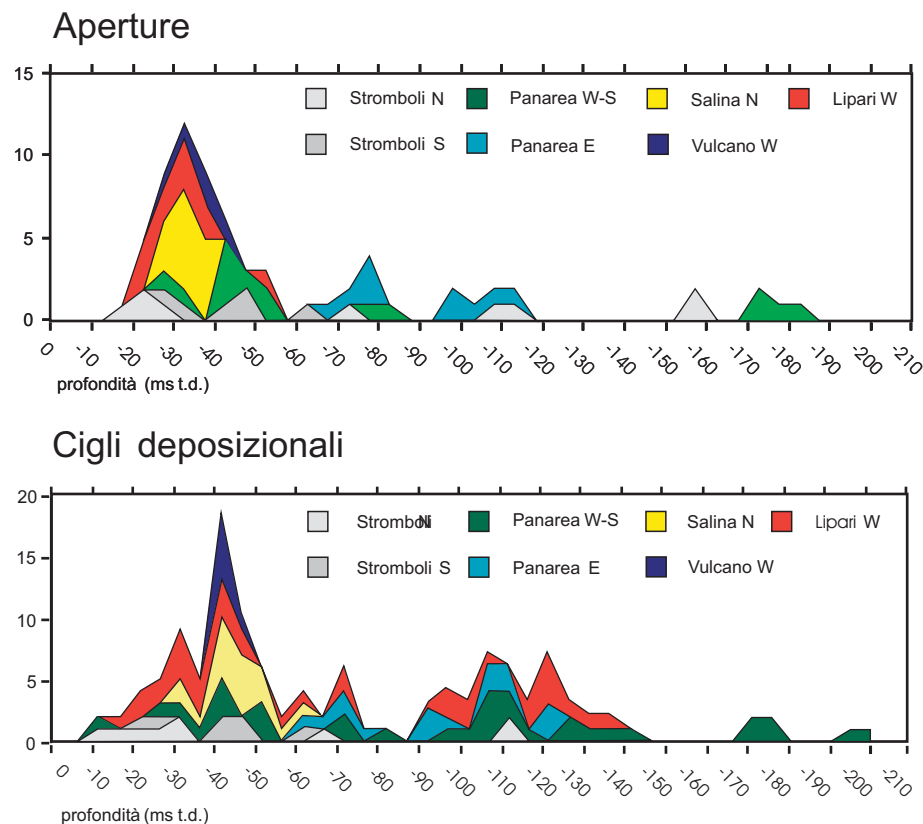 Aperture
15
Stromboli N Panarea W-S Salina N Lipari W
10
Stromboli S Panarea E Vulcano W
5
0
0 -10 -20 -30 -40 -50 -60 -70 -80 -90 -100 -110 -120 -130 -140 -150 -160 -170 -180 -190 -200 -210
profondità (ms t.d.)
Cigli deposizionali
20
Stromboli N Panarea W-S Salina N Lipari W
15
Stromboli S Panarea E Vulcano W
10
5
0
0 -10 -30 -30 -40 -50 -60 -70 -80 -90 -100 -110 -120 -130 -140 -150 -160 -170 -180 -190 -200 -210
profondità (ms t.d.)